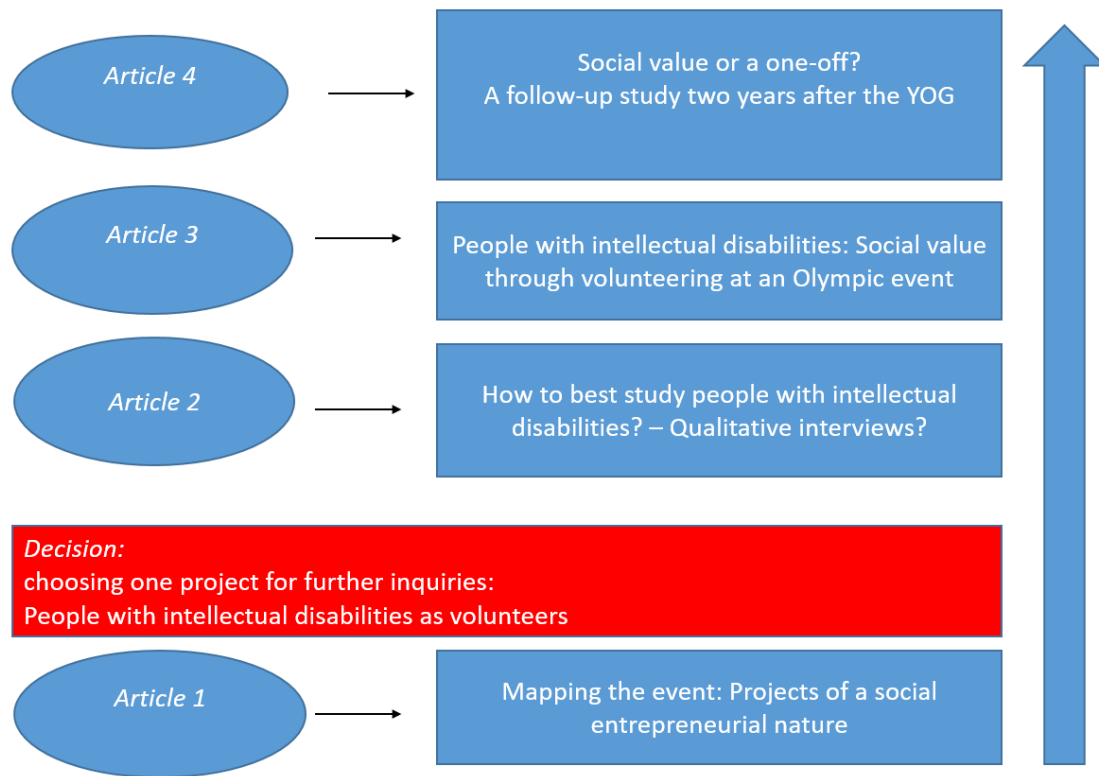 Article 4
Social value or a one-off?
A follow-up study two years after the YOG
Article 3
People with intellectual disabilities: Social value
through volunteering at an Olympic event
Article 2
How to best study people with intellectual
disabilities? – Qualitative interviews?
Decision:
choosing one project for further inquiries:
People with intellectual disabilities as volunteers
Article 1
Mapping the event: Projects of a social
entrepreneurial nature